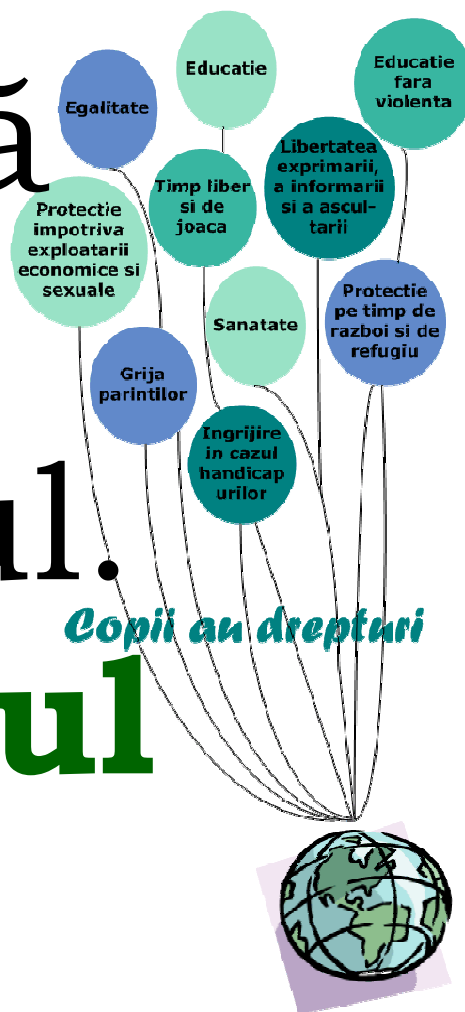 ă
Educatie
Educatie
fara
violenta
Egalitate
Libertatea
exprimarii,
a informarii
si a ascul-
tarii
Timp liber
si de
joaca
Protectie
impotriva
exploatarii
economice si
sexuale
Protectie
pe timp de
razboi si de
refugiu
Sanatate
Grija
parintilor
Ingrijire
in cazul
handicap
urilor
ul.
Copii au drepturi
ul